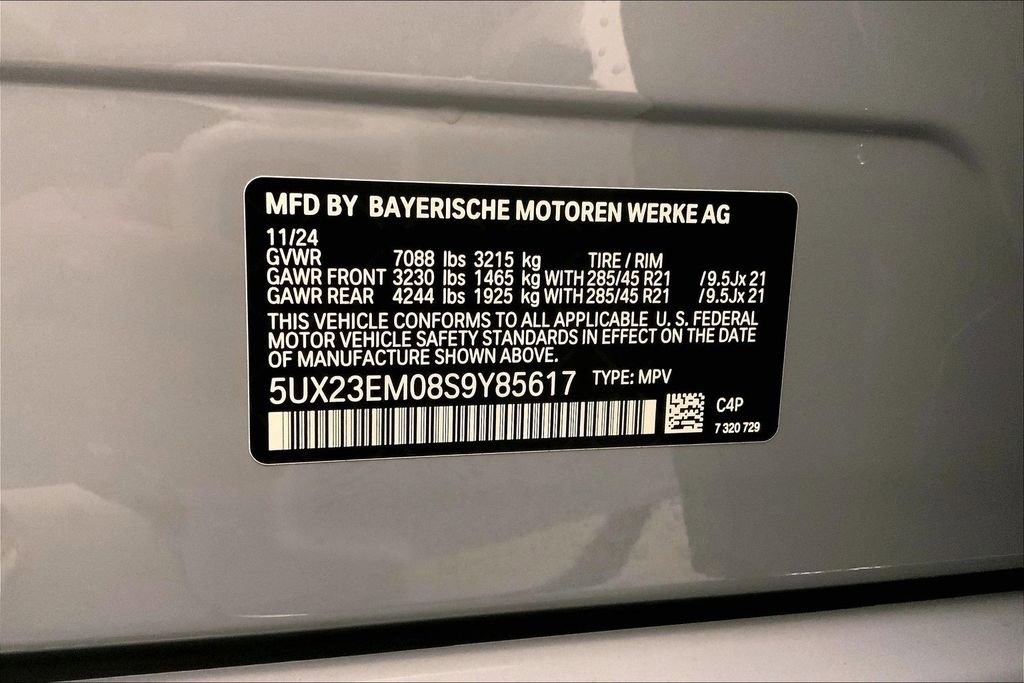 MFD BY BAYERISCHE MOTOREN WERKE AG
11/24
GVWR 7088 lbs 3215 kg TIRE / RIM
GAWR FRONT 3230 lbs 1465 kg WITH 285/45 R21 /9.5Jx 21
GAWR REAR 4244 lbs 1925 kg WITH 285/45 R21 /9.5Jx 21
THIS VEHICLE CONFORMS TO ALL APPLICABLE U. S. FEDERAL
MOTOR VEHICLE SAFETY STANDARDS IN EFFECT ON THE DATE
OF MANUFACTURE SHOWN ABOVE.
5UX23EM08S9Y85617 TYPE: MPV
C4P
7 320 729